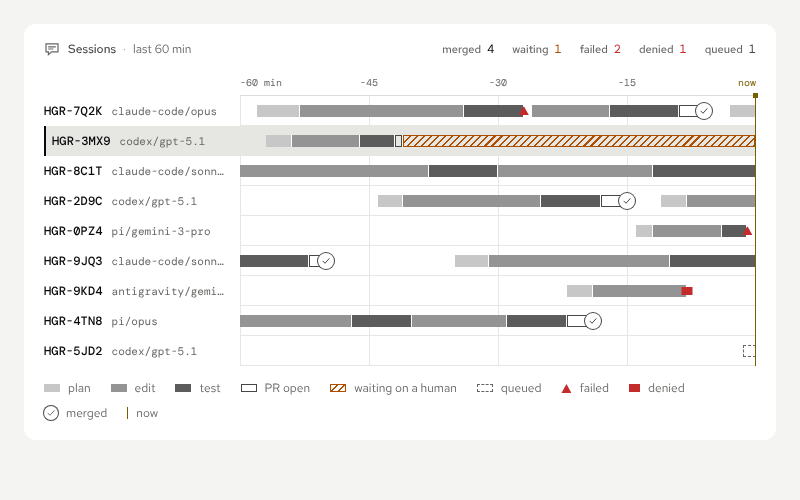 Sessions · last 60 min merged 4 waiting 1 failed 2 denied 1 queued 1
-60 min -45 -30 -15 now
HGR-7Q2K claude-code/opus
HGR-3MX9 codex/gpt-5.1
HGR-8C1T claude-code/sonn…
HGR-2D9C codex/gpt-5.1
HGR-0PZ4 pi/gemini-3-pro
HGR-9JQ3 claude-code/sonn…
HGR-9KD4 antigravity/gemi…
HGR-4TN8 pi/opus
HGR-5JD2 codex/gpt-5.1
plan edit test PR open waiting on a human queued failed denied
merged now